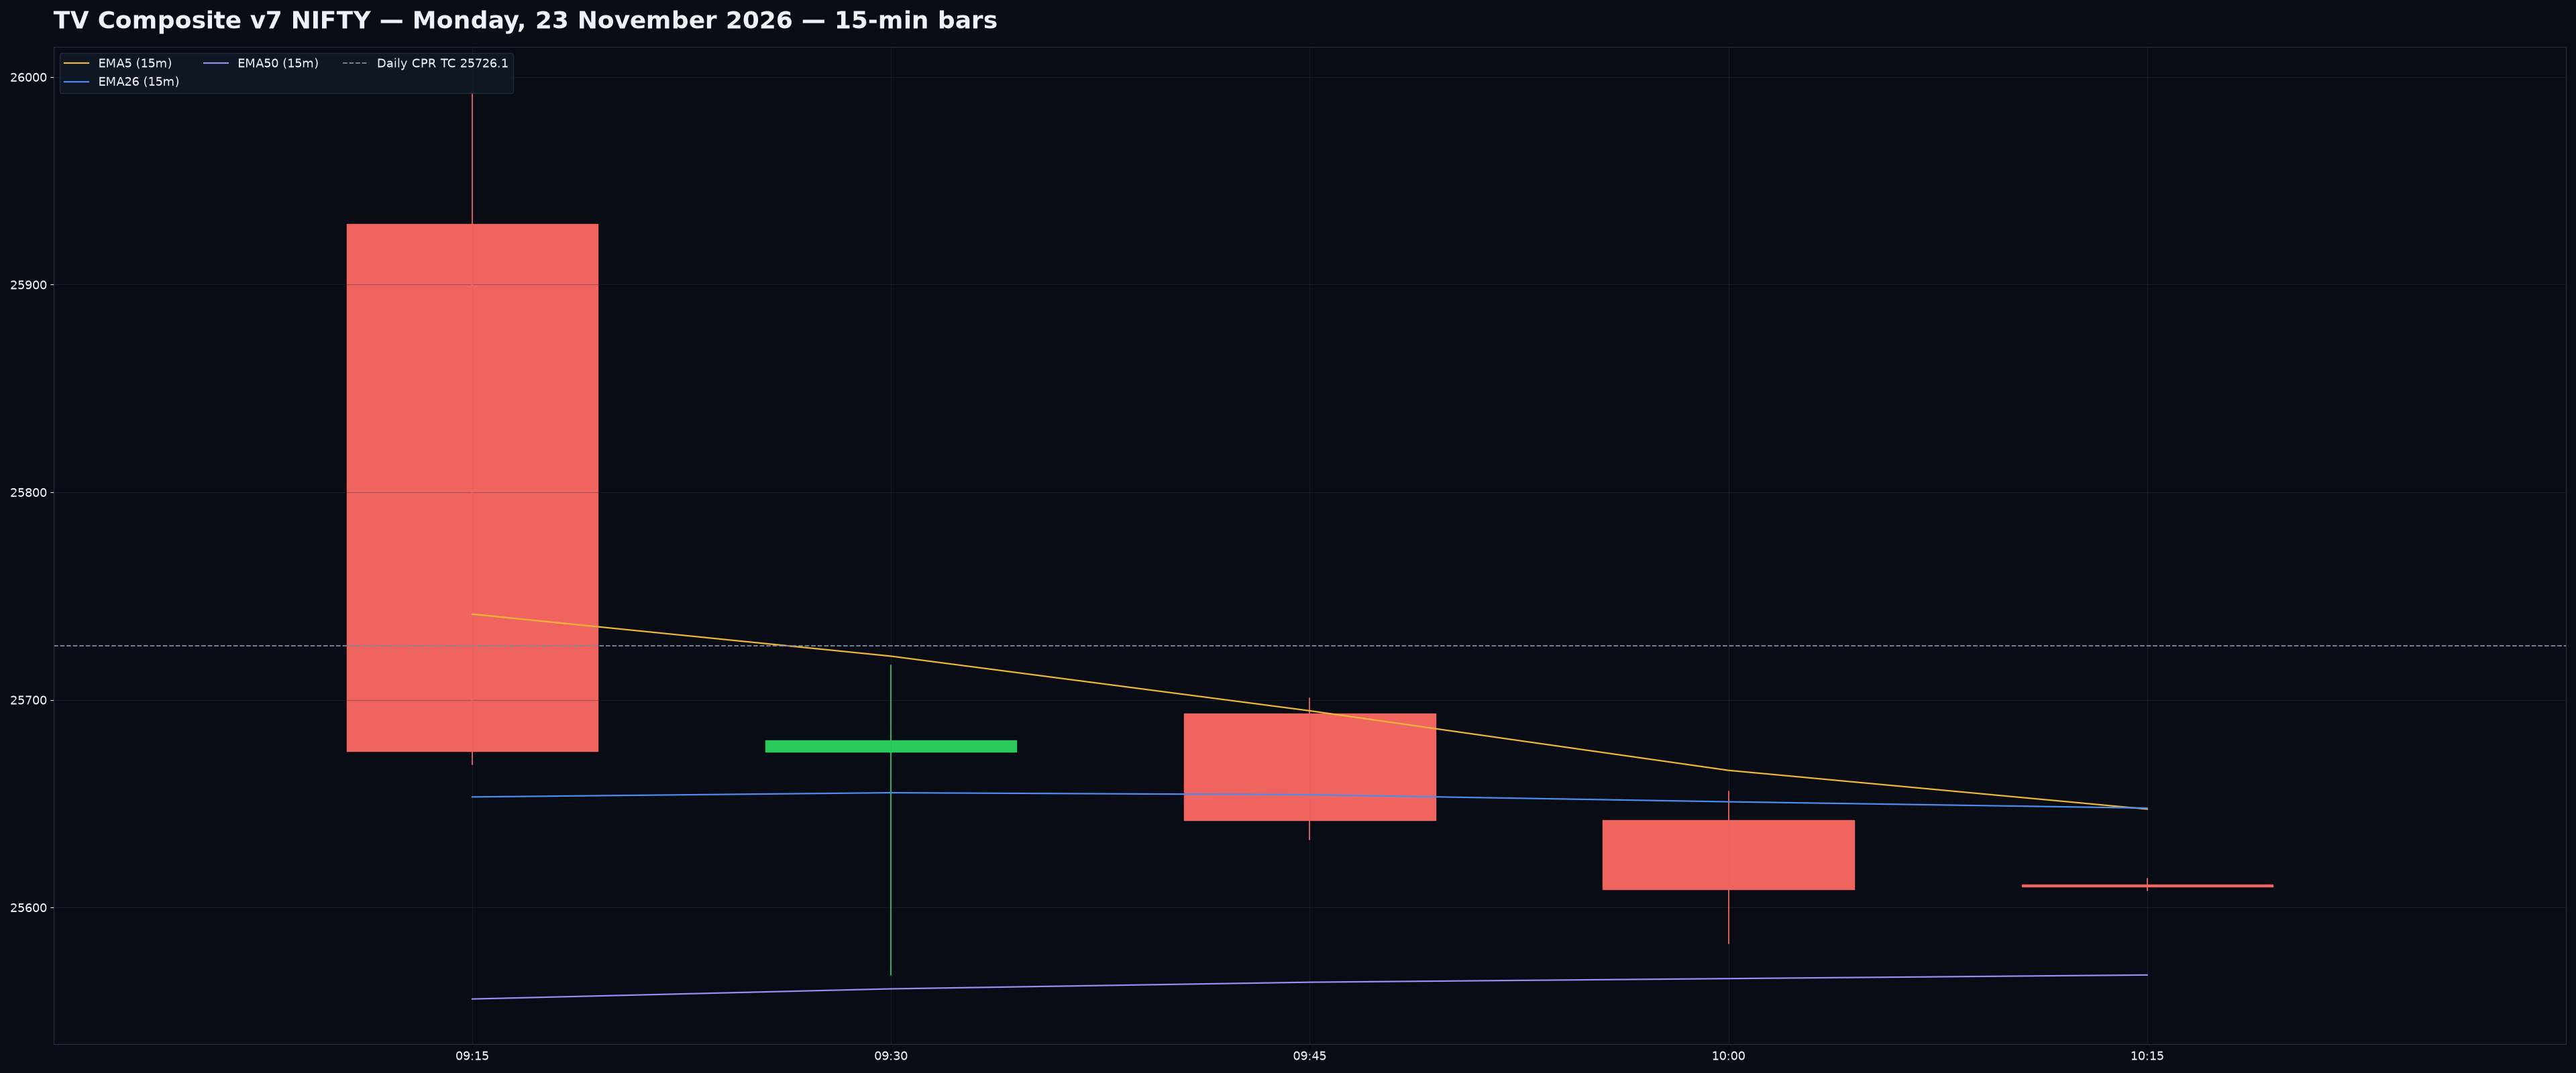 TV Composite v7 NIFTY — Monday, 23 November 2026 — 15-min bars
EMA5 (15m) EMA50 (15m) Daily CPR TC 25726.1
EMA26 (15m)
26000
25900
25800
25700
25600
09:15 09:30 09:45 10:00 10:15